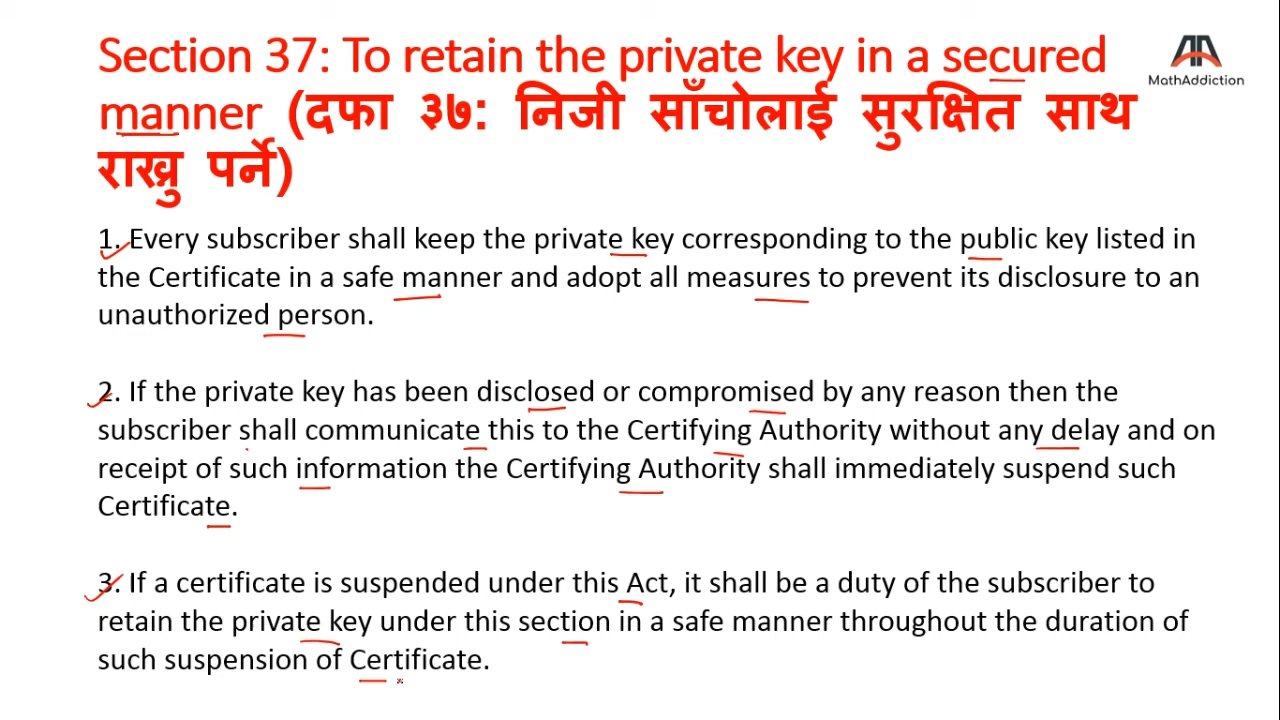 Section 37: To retain the private key in a secured
manner (दफा ३७: निजी साँचोलाई सुरक्षित साथ
राख्नु पर्ने)
MathAddiction
1. Every subscriber shall keep the private key corresponding to the public key listed in
the Certificate in a safe manner and adopt all measures to prevent its disclosure to an
unauthorized person.
2. If the private key has been disclosed or compromised by any reason then the
subscriber shall communicate this to the Certifying Authority without any delay and on
receipt of such information the Certifying Authority shall immediately suspend such
Certificate.
3. If a certificate is suspended under this Act, it shall be a duty of the subscriber to
retain the private key under this section in a safe manner throughout the duration of
such suspension of Certificate.